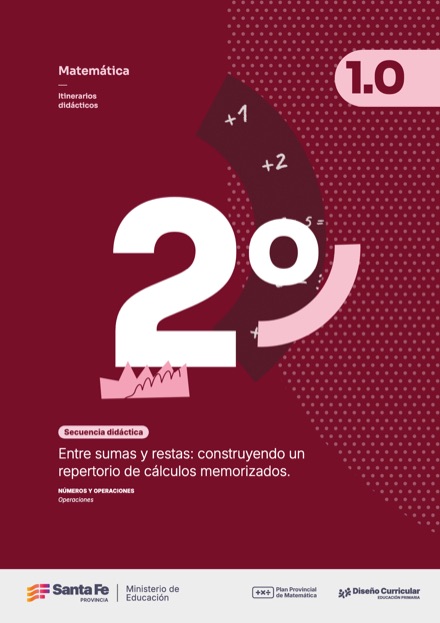 Matemática
Itinerarios
didácticos
1.0
+1
+2
5 =
2º
+
Secuencia didáctica
Entre sumas y restas: construyendo un
repertorio de cálculos memorizados.
NÚMEROS Y OPERACIONES
Operaciones
Santa Fe
PROVINCIA
Ministerio de
Educación
+×+
Plan Provincial
de Matemática
Diseño Curricular
EDUCACIÓN PRIMARIA